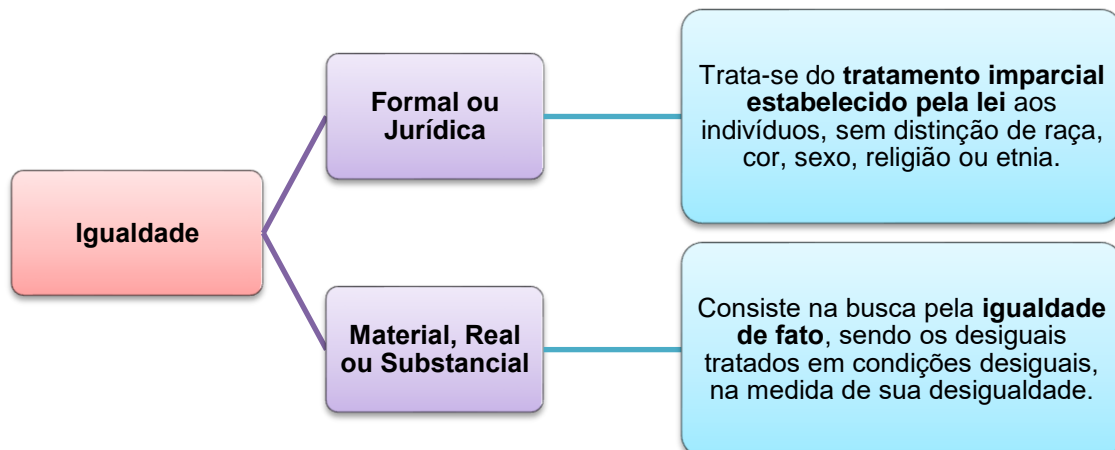 Igualdade
Formal ou
Jurídica
Trata-se do tratamento imparcial
estabelecido pela lei aos
indivíduos, sem distinção de raça,
cor, sexo, religião ou etnia.
Material, Real
ou Substancial
Consiste na busca pela igualdade
de fato, sendo os desiguais
tratados em condições desiguais,
na medida de sua desigualdade.